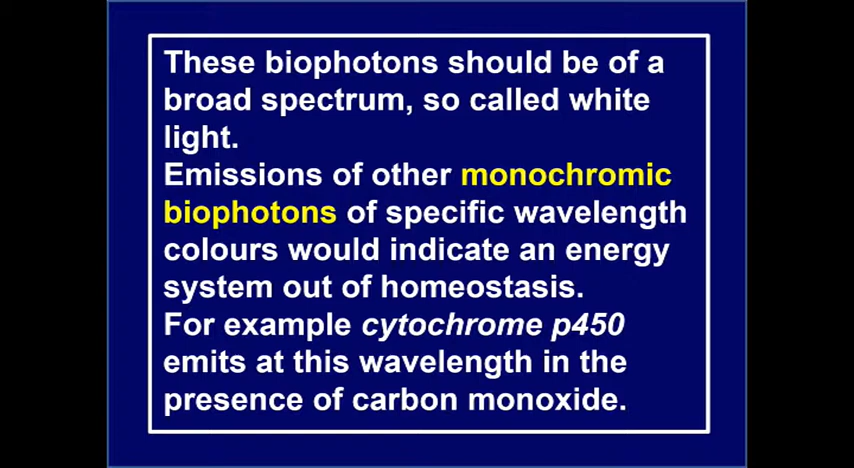 These biophotons should be of a
broad spectrum, so called white
light.
Emissions of other monochromic
biophotons of specific wavelength
colours would indicate an energy
system out of homeostasis.
For example cytochrome p450
emits at this wavelength in the
presence of carbon monoxide.